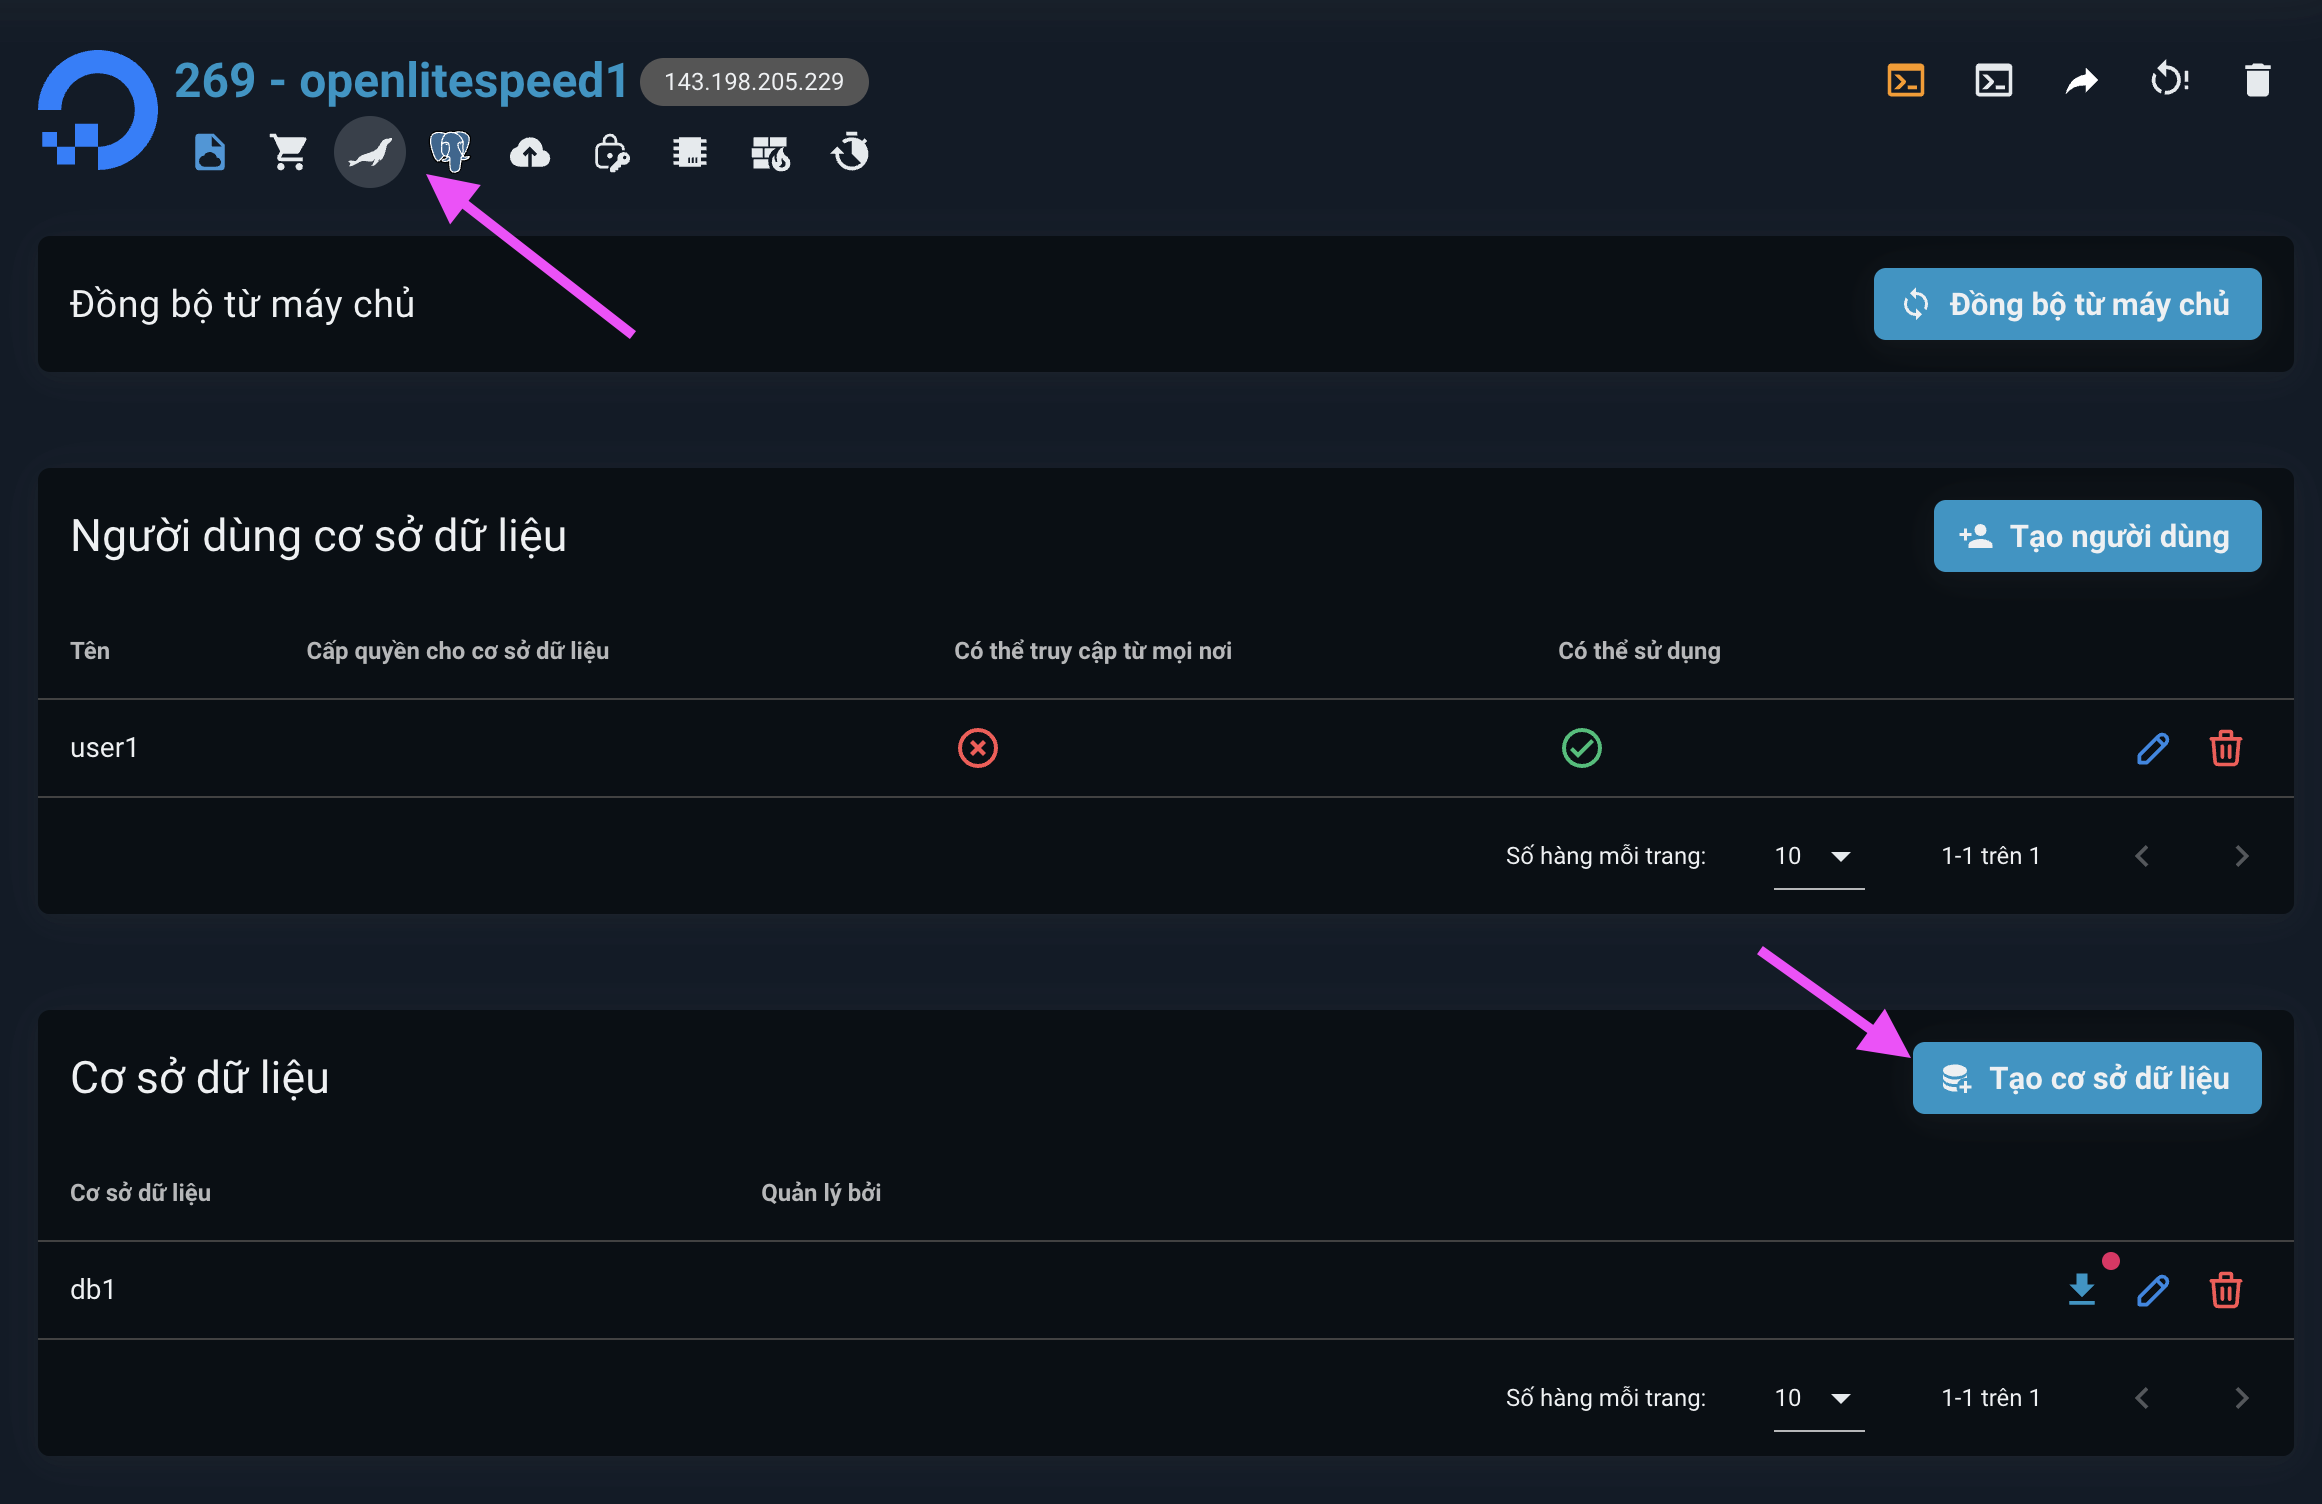 269 - openlitespeed1 143.198.205.229
Đồng bộ từ máy chủ
Đồng bộ từ máy chủ
Người dùng cơ sở dữ liệu
Tạo người dùng
Tên Cấp quyền cho cơ sở dữ liệu Có thể truy cập từ mọi nơi Có thể sử dụng
user1
Số hàng mỗi trang: 10 1-1 trên 1
Cơ sở dữ liệu
Tạo cơ sở dữ liệu
Cơ sở dữ liệu Quản lý bởi
db1
Số hàng mỗi trang: 10 1-1 trên 1